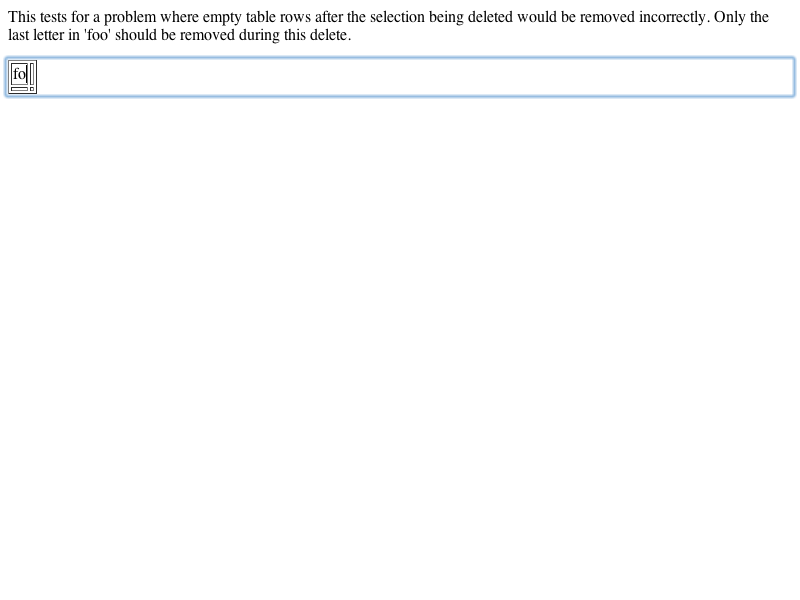 This tests for a problem where empty table rows after the selection being deleted would be removed incorrectly. Only the
last letter in 'foo' should be removed during this delete.
fo